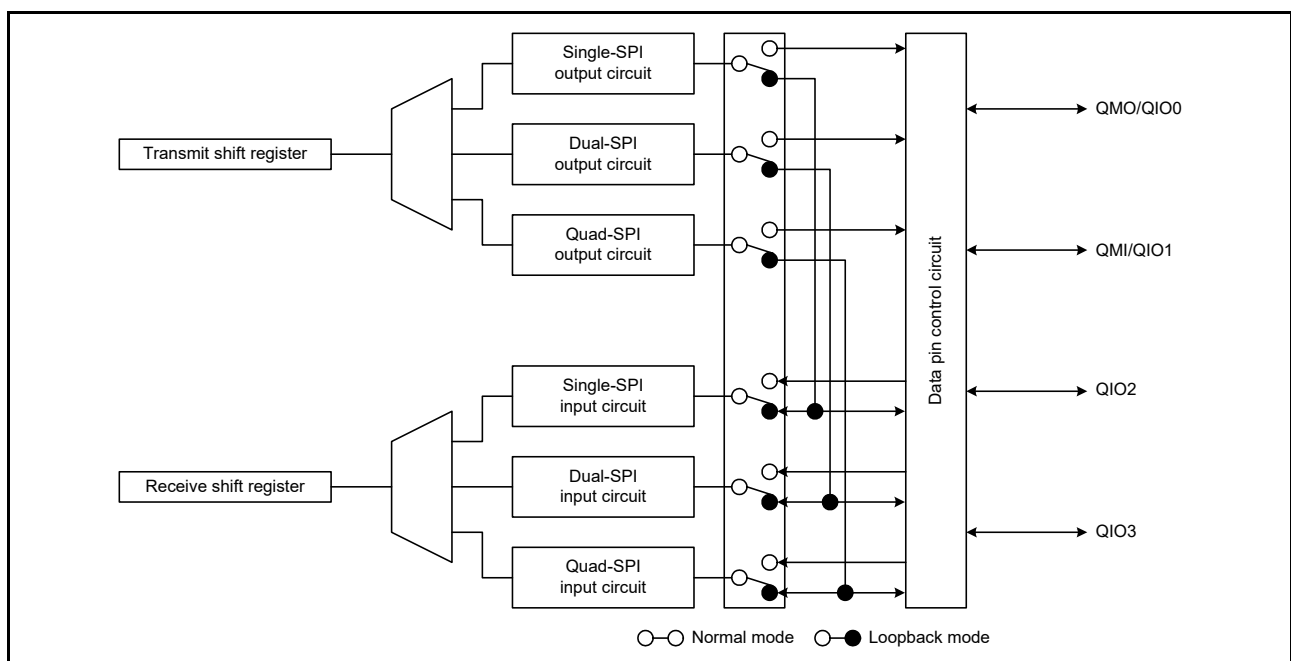 Single-SPI
output circuit
QMO/QIO0
Transmit shift register
Dual-SPI
output circuit
Quad-SPI
output circuit
QMI/QIO1
Data pin control circuit
Single-SPI
input circuit
QIO2
Receive shift register
Dual-SPI
input circuit
QIO3
Quad-SPI
input circuit
Normal mode
Loopback mode